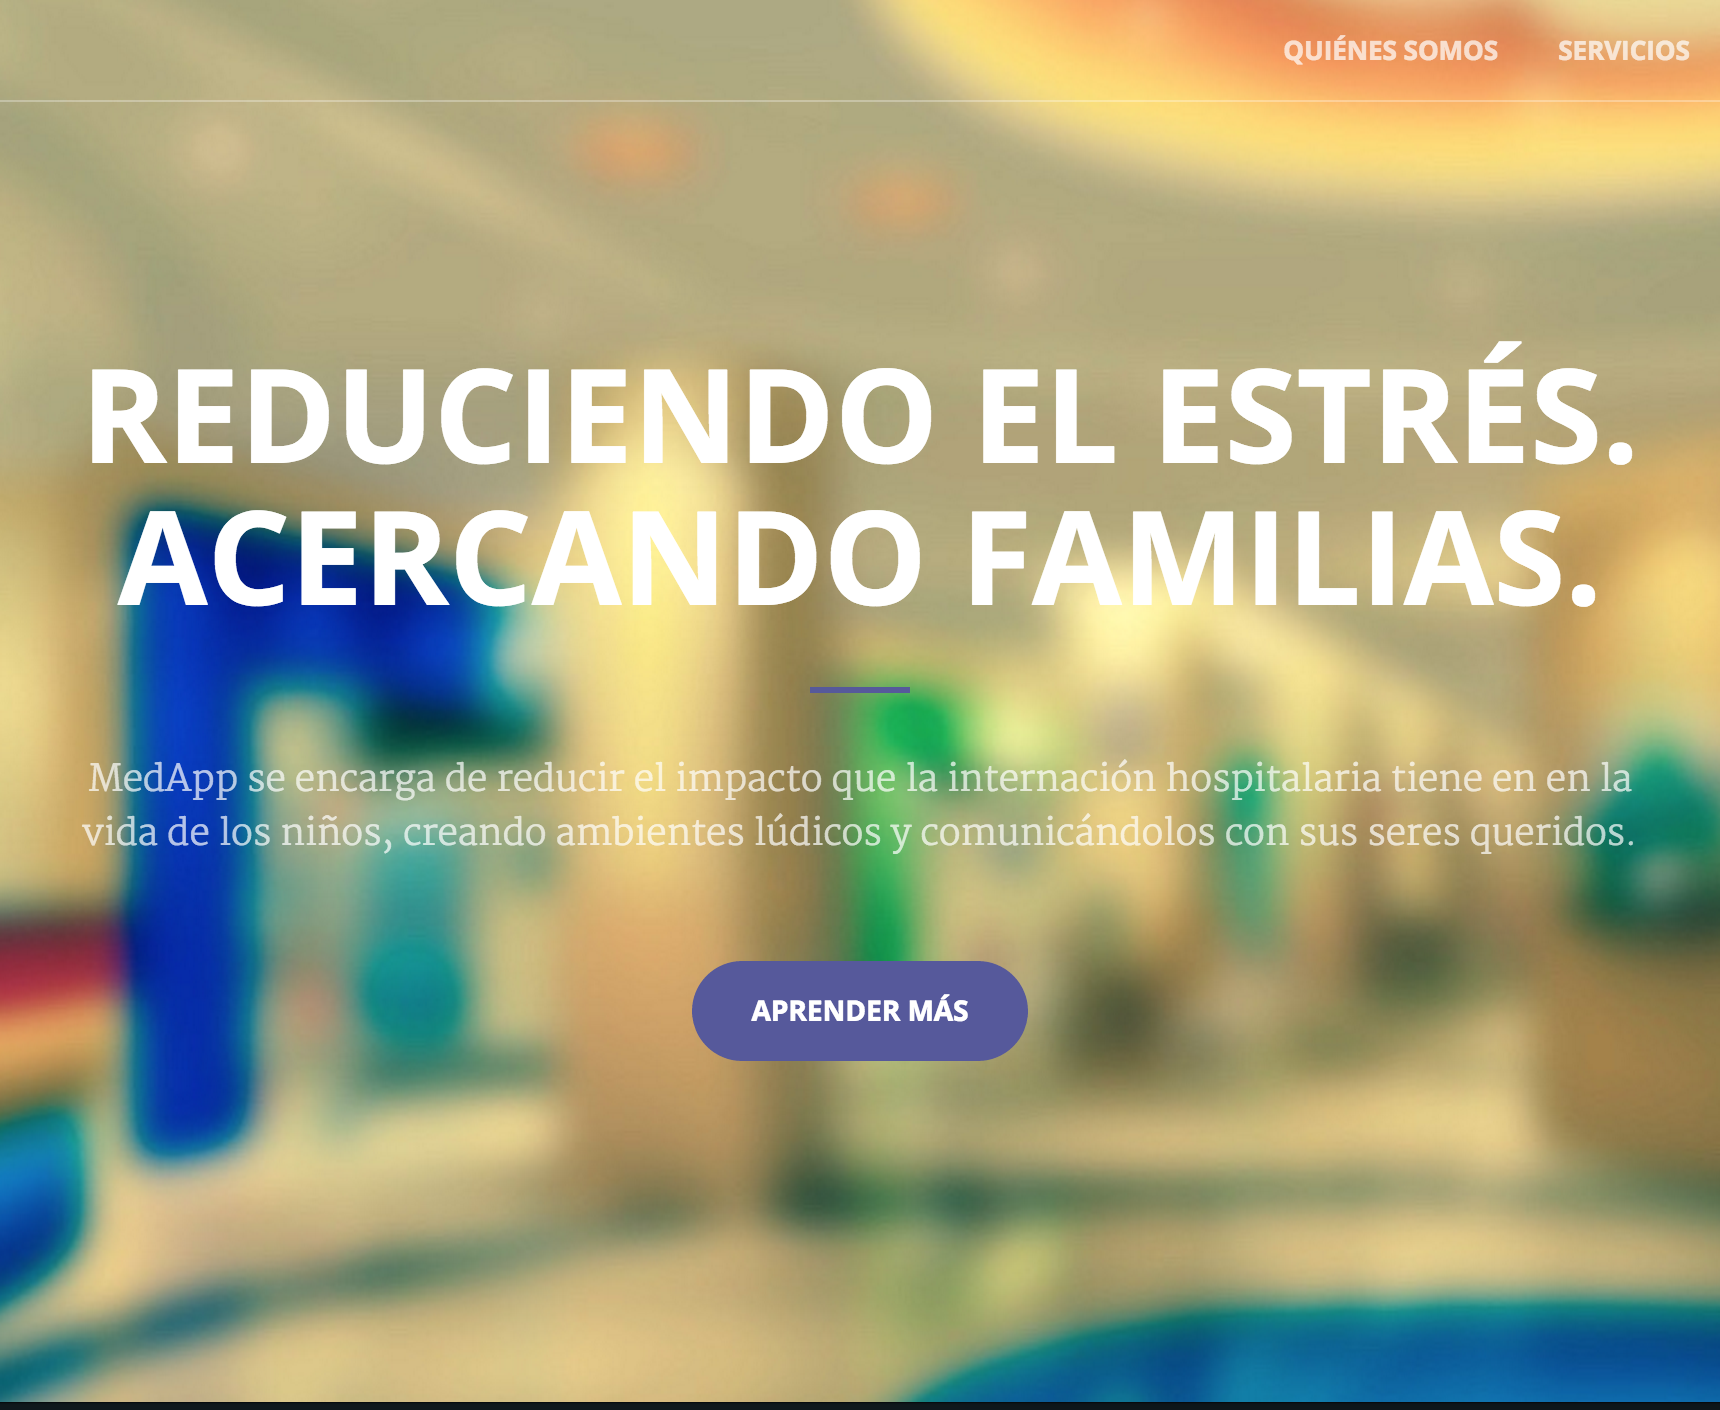 QUIÉNES SOMOS
SERVICIOS
REDUCIENDO EL ESTRÉS.
ACERCANDO FAMILIAS.
MedApp se encarga de reducir el impacto que la internación hospitalaria tiene en en la
vida de los niños, creando ambientes lúdicos y comunicándolos con sus seres queridos.
APRENDER MÁS